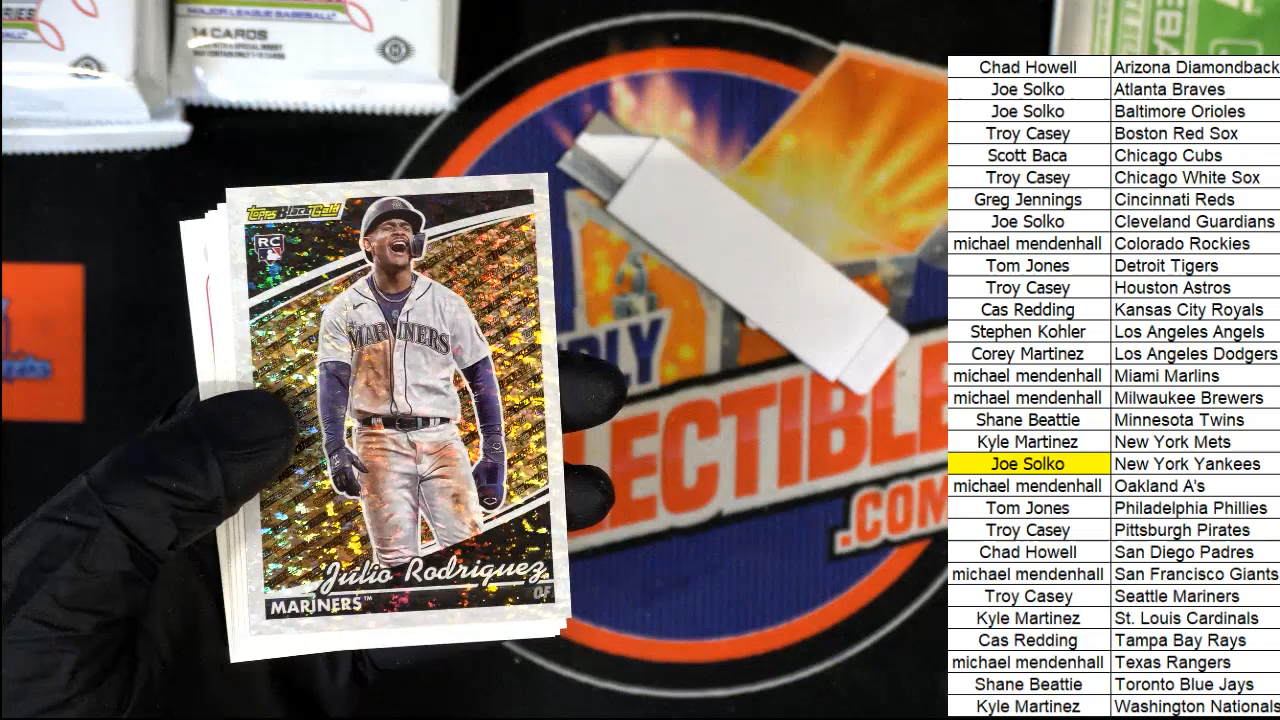 MAJOR LEAGUE BASEBALL
14 CARDS
Topps Black Gold
RC
MARINERS
Julio Rodriguez
OF
MARINERS™
LECTIBLE
.COM
Chad Howell Arizona Diamondback
Joe Solko Atlanta Braves
Joe Solko Baltimore Orioles
Troy Casey Boston Red Sox
Scott Baca Chicago Cubs
Troy Casey Chicago White Sox
Greg Jennings Cincinnati Reds
Joe Solko Cleveland Guardians
michael mendenhall Colorado Rockies
Tom Jones Detroit Tigers
Troy Casey Houston Astros
Cas Redding Kansas City Royals
Stephen Kohler Los Angeles Angels
Corey Martinez Los Angeles Dodgers
michael mendenhall Miami Marlins
michael mendenhall Milwaukee Brewers
Shane Beattie Minnesota Twins
Kyle Martinez New York Mets
Joe Solko New York Yankees
michael mendenhall Oakland A's
Tom Jones Philadelphia Phillies
Troy Casey Pittsburgh Pirates
Chad Howell San Diego Padres
michael mendenhall San Francisco Giants
Troy Casey Seattle Mariners
Kyle Martinez St. Louis Cardinals
Cas Redding Tampa Bay Rays
michael mendenhall Texas Rangers
Shane Beattie Toronto Blue Jays
Kyle Martinez Washington Nationals